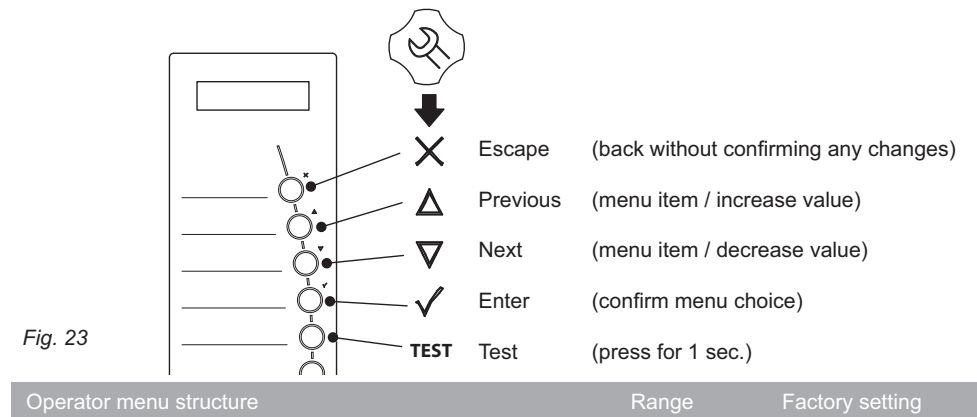 Escape (back without confirming any changes)
Previous (menu item / increase value)
Next (menu item / decrease value)
Enter (confirm menu choice)
Fig. 23
TEST Test (press for 1 sec.)
Operator menu structure Range Factory setting